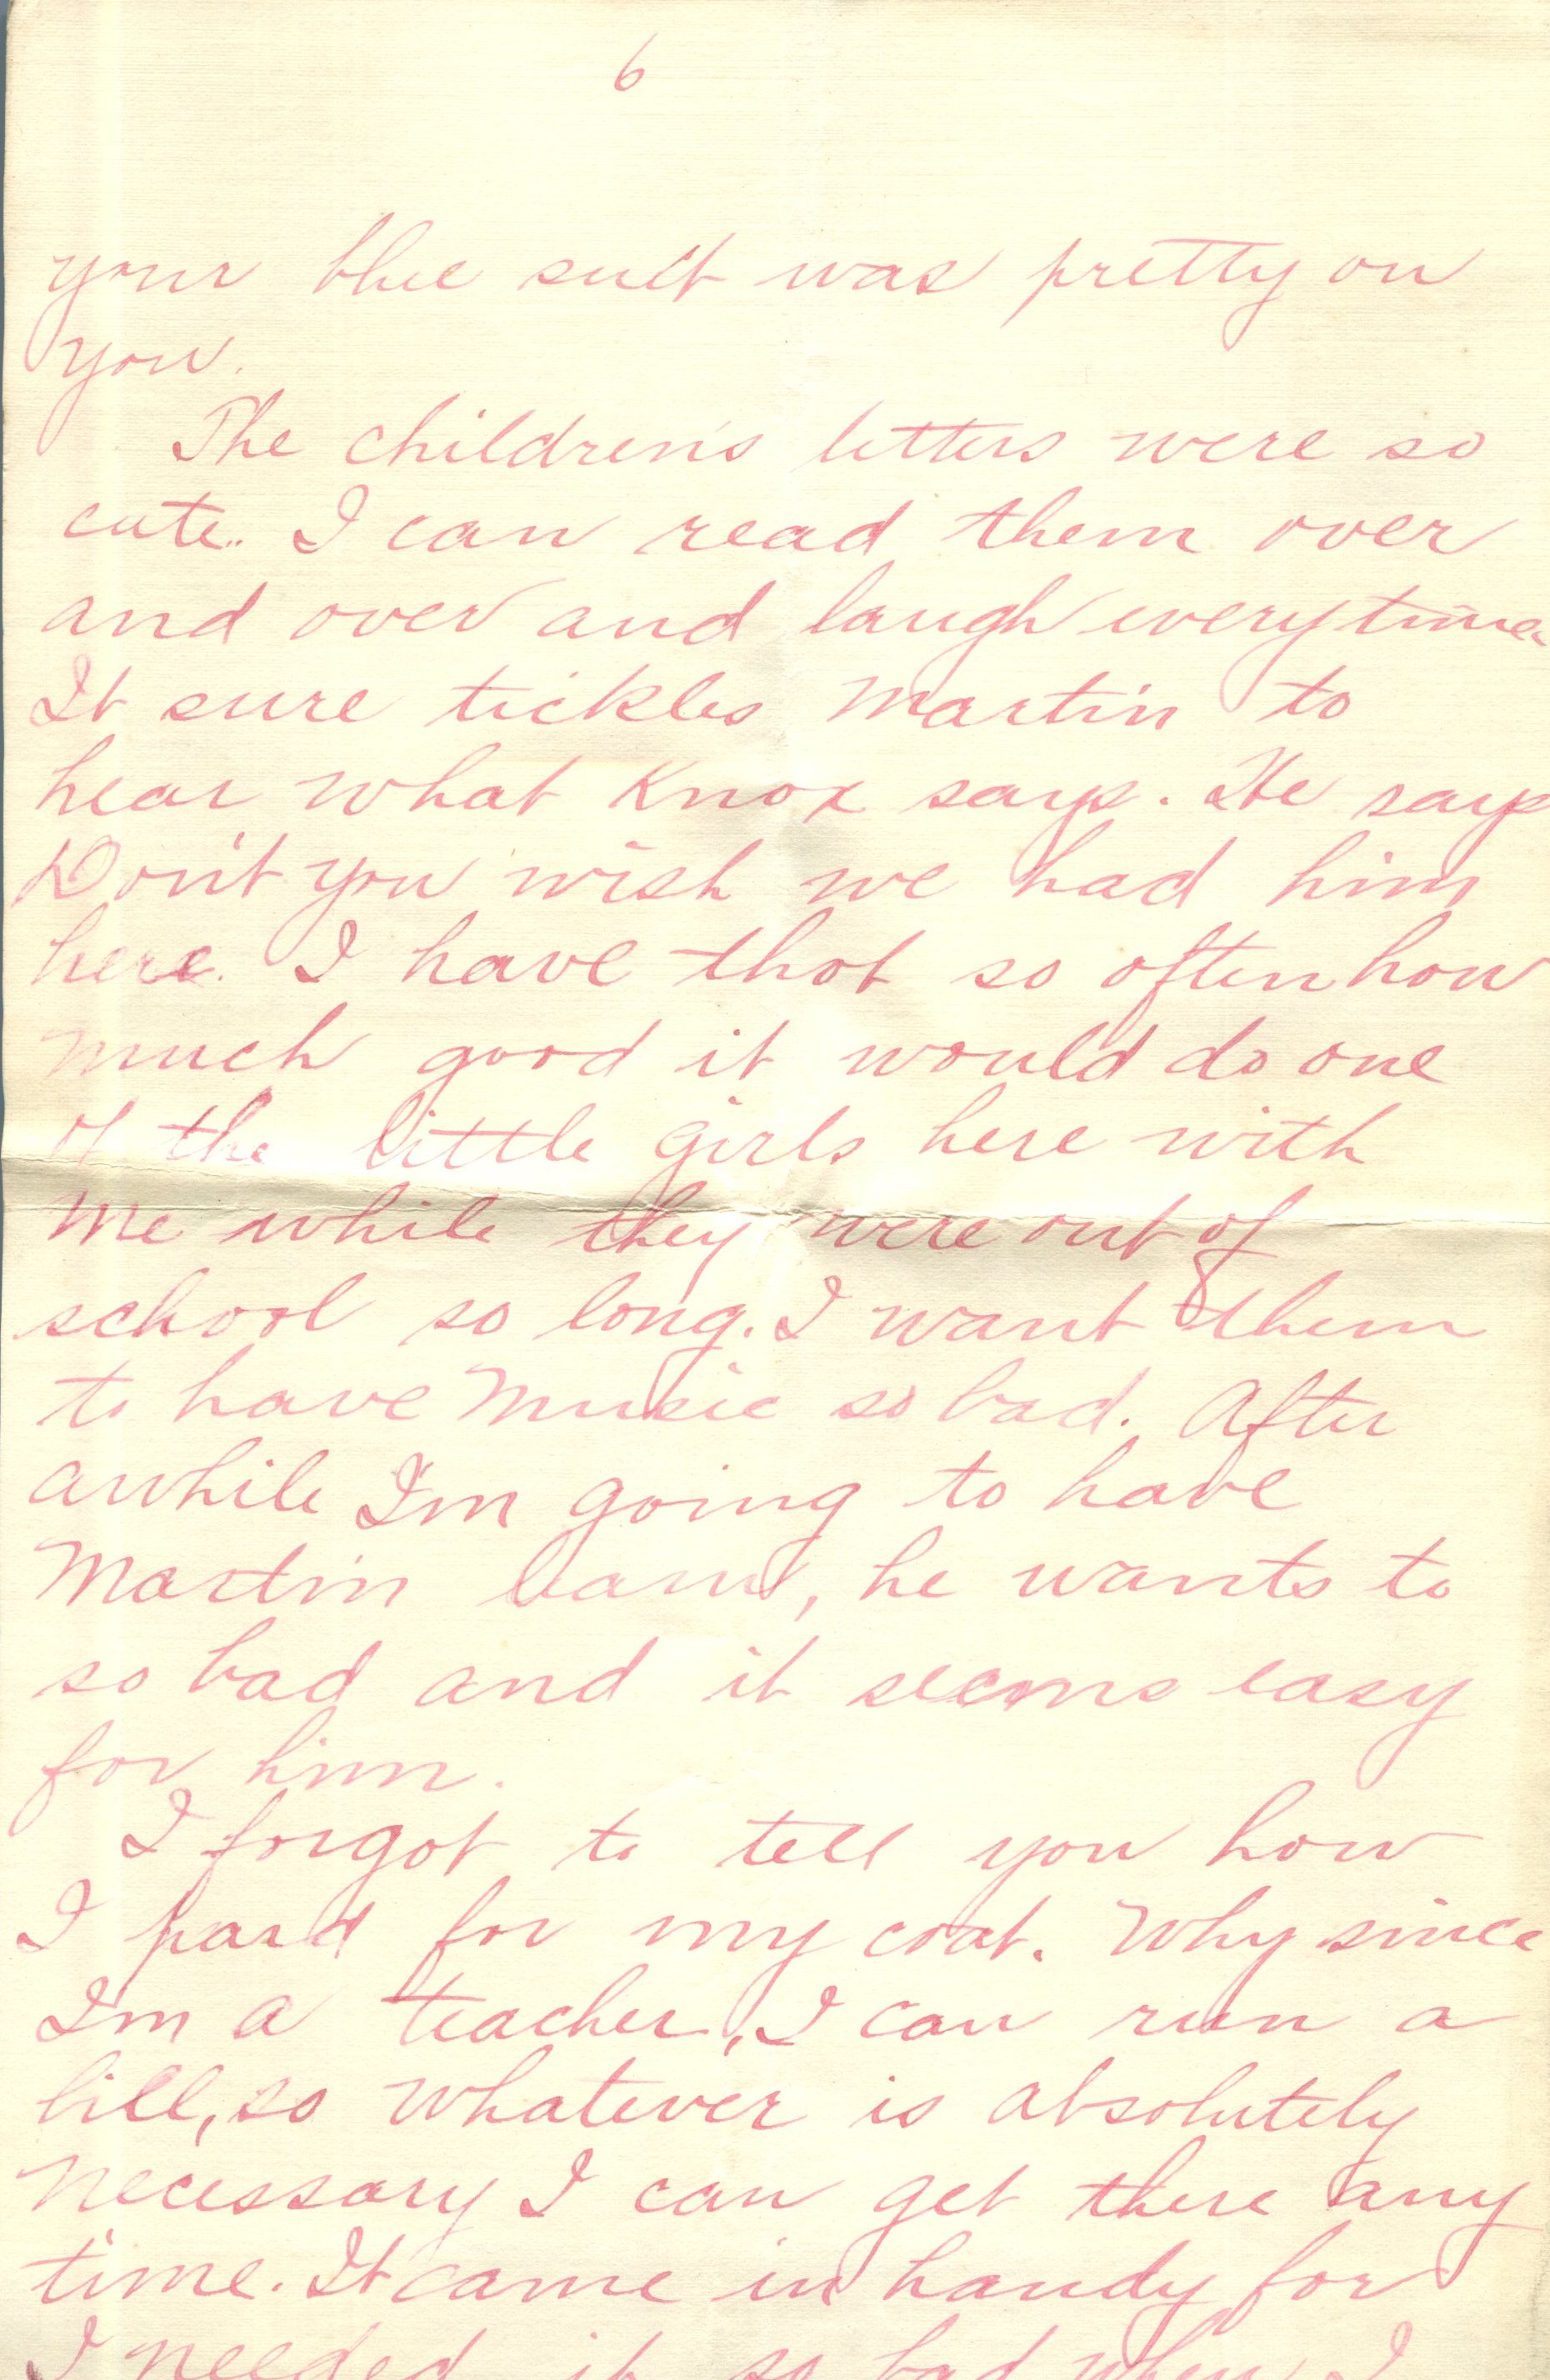 6
your blue suit was pretty on
you.
The children's letters were so
cute. I can read them over
and over and laugh everytime
It sure tickles Martin to
hear what Knox says. He says
Don't you wish we had him
here. I have thot so often how
much good it would do one
of the little girls here with
me while they were out of
school so long. I want them
to have music so bad. After
awhile I'm going to have
Martin learn, he wants to
so bad and it seems easy
for him.
I forgot to tell you how
I paid for my coat. Why since
I'm a teacher, I can run a
bill, so whatever is absolutely
necessary I can get there any
time. It came in handy for
I needed it so bad when I